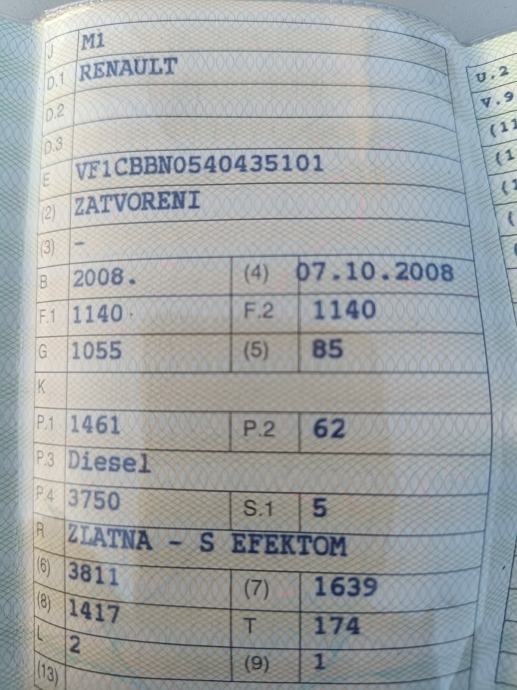 J M1
D.1 RENAULT
D.2
D.3
E VF1CBBN0540435101
(2) ZATVORENI
(3) -
B 2008. (4) 07.10.2008
F.1 1140 F.2 1140
G 1055 (5) 85
K
P.1 1461 P.2 62
P.3 Diesel
P.4 3750 S.1 5
R ZLATNA - S EFEKTOM
(6) 3811 (7) 1639
(8) 1417 T 174
L 2 (9) 1
(13)
U.2
V.9